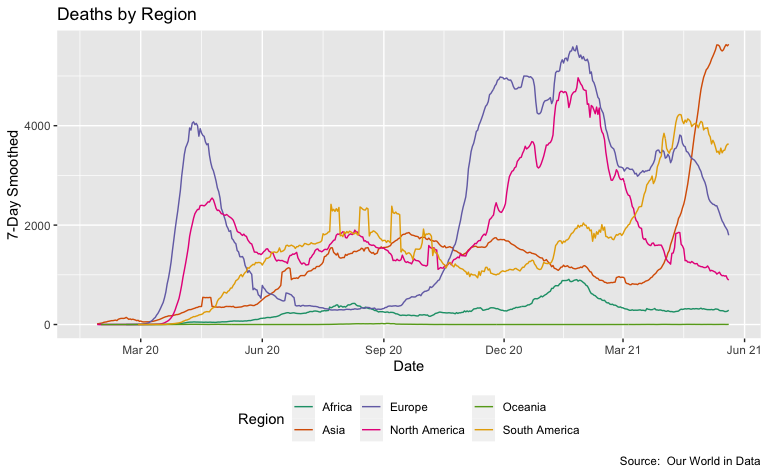 Deaths by Region
7-Day Smoothed
4000
2000
0
Mar 20 Jun 20 Sep 20 Dec 20 Mar 21 Jun 21
Date
Region
Africa Europe Oceania
Asia North America South America
Source:  Our World in Data